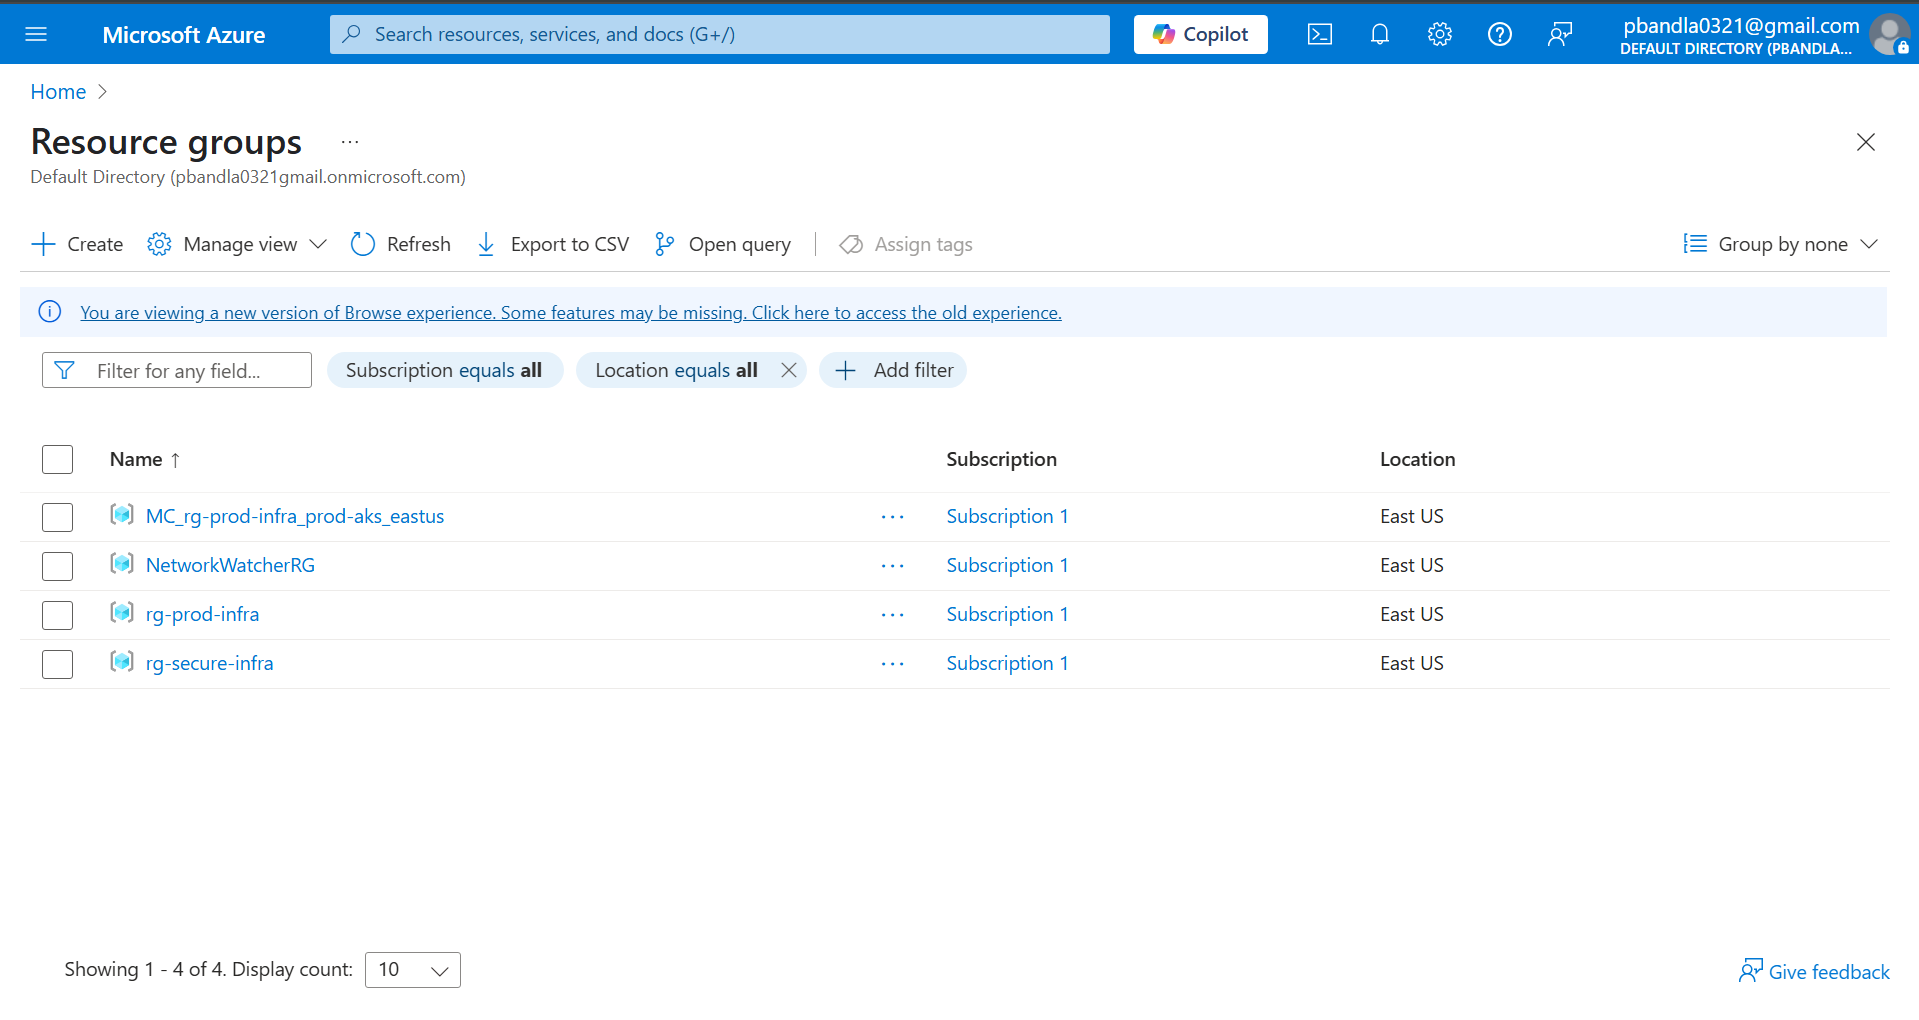 Microsoft Azure
Search resources, services, and docs (G+/)
Copilot
pbandla0321@gmail.com
DEFAULT DIRECTORY (PBANDLA...
Home
Resource groups ...
Default Directory (pbandla0321gmail.onmicrosoft.com)
Create Manage view Refresh Export to CSV Open query Assign tags Group by none
You are viewing a new version of Browse experience. Some features may be missing. Click here to access the old experience.
Filter for any field... Subscription equals all Location equals all Add filter
Name ↑ Subscription Location
MC_rg-prod-infra_prod-aks_eastus ... Subscription 1 East US
NetworkWatcherRG ... Subscription 1 East US
rg-prod-infra ... Subscription 1 East US
rg-secure-infra ... Subscription 1 East US
Showing 1 - 4 of 4. Display count: 10
Give feedback